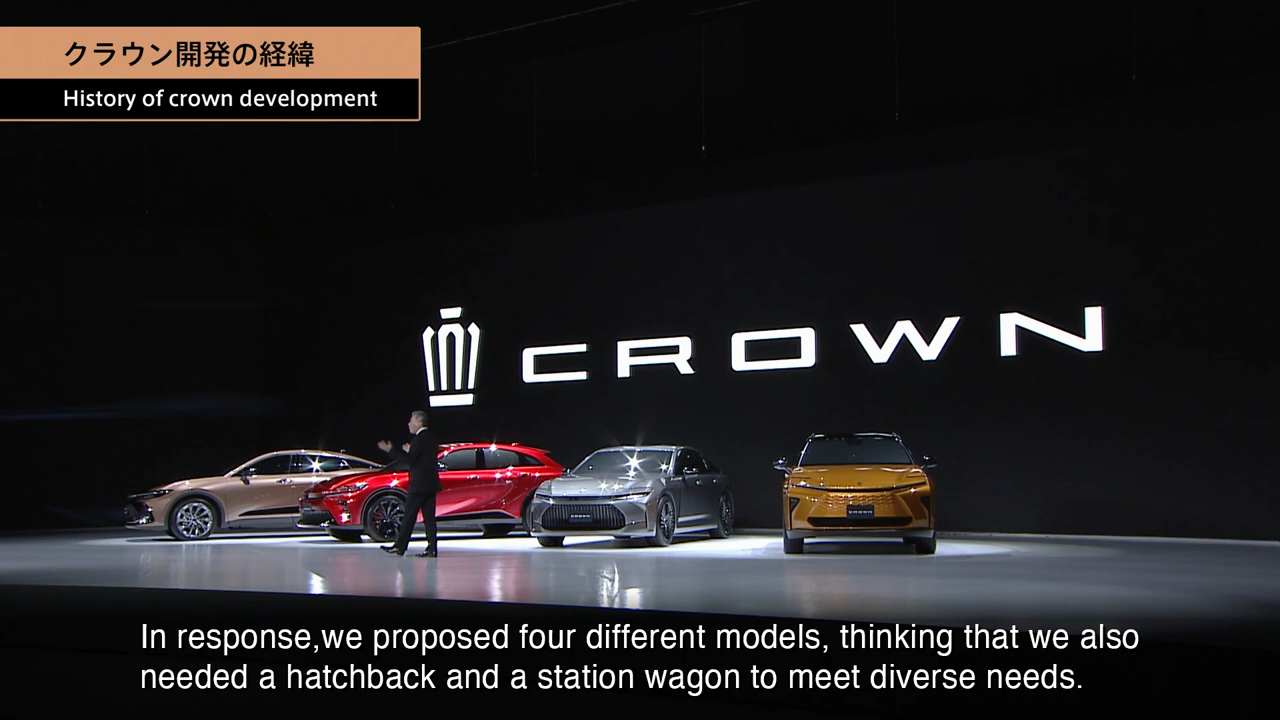 クラウン開発の経緯
History of crown development
CROWN
In response,we proposed four different models, thinking that we also
needed a hatchback and a station wagon to meet diverse needs.